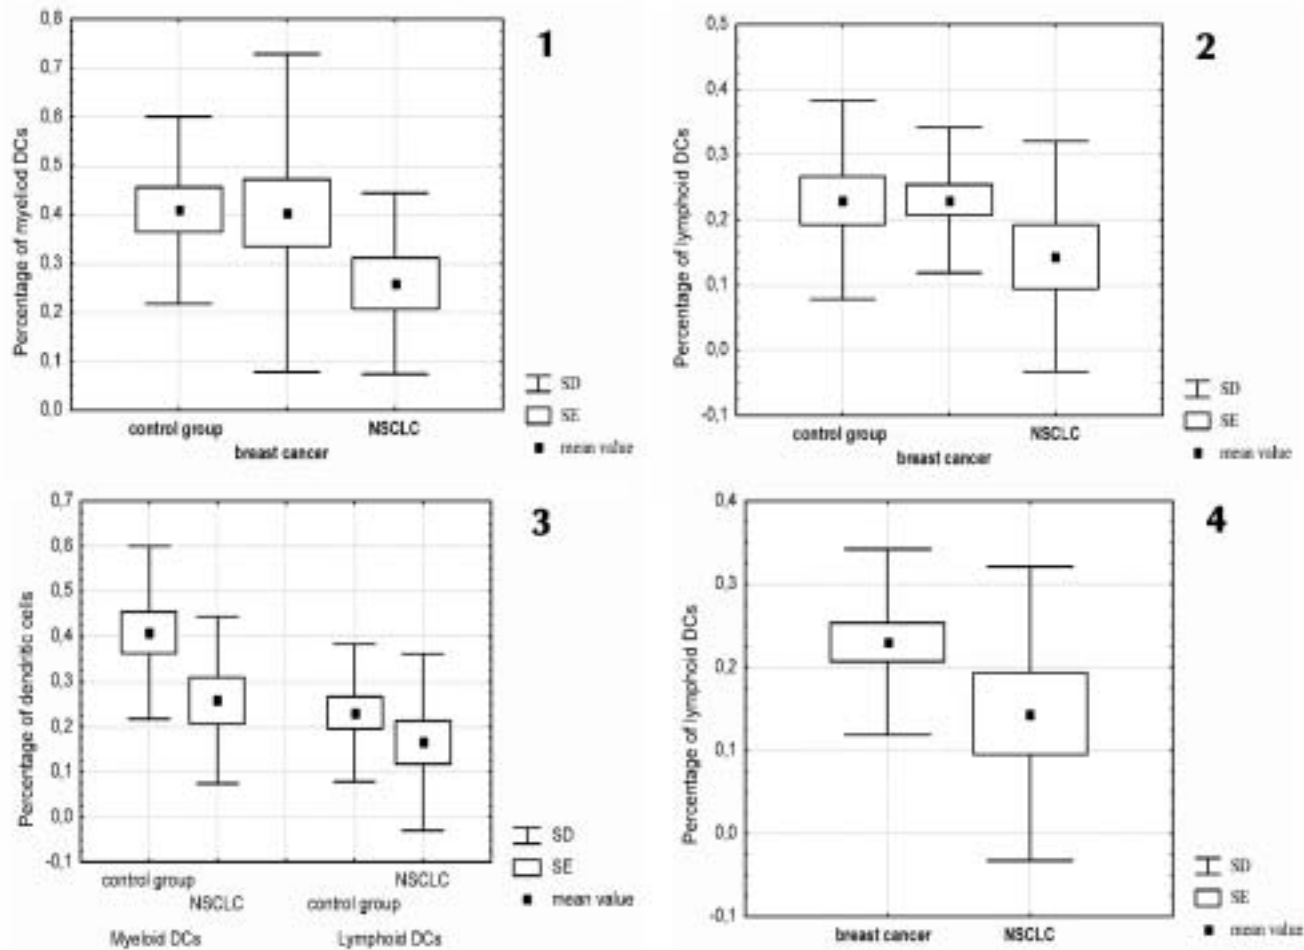 0,8
0,7
0,6
0,5
0,4
0,3
0,2
0,1
0,0
Percentage of myeliod DCs
control group
NSCLC
breast cancer
1
SD
SE
mean value
0,5
0,4
0,3
0,2
0,1
0,0
-0,1
Percentage of lymphoid DCs
control group
NSCLC
breast cancer
2
SD
SE
mean value
0,7
0,6
0,5
0,4
0,3
0,2
0,1
0,0
-0,1
Percentage of dendritic cells
control group
NSCLC
control group
NSCLC
Myeloid DCs
Lymphoid DCs
3
SD
SE
mean value
0,4
0,3
0,2
0,1
0,0
-0,1
Percentage of lymphoid DCs
breast cancer
NSCLC
4
SD
SE
mean value